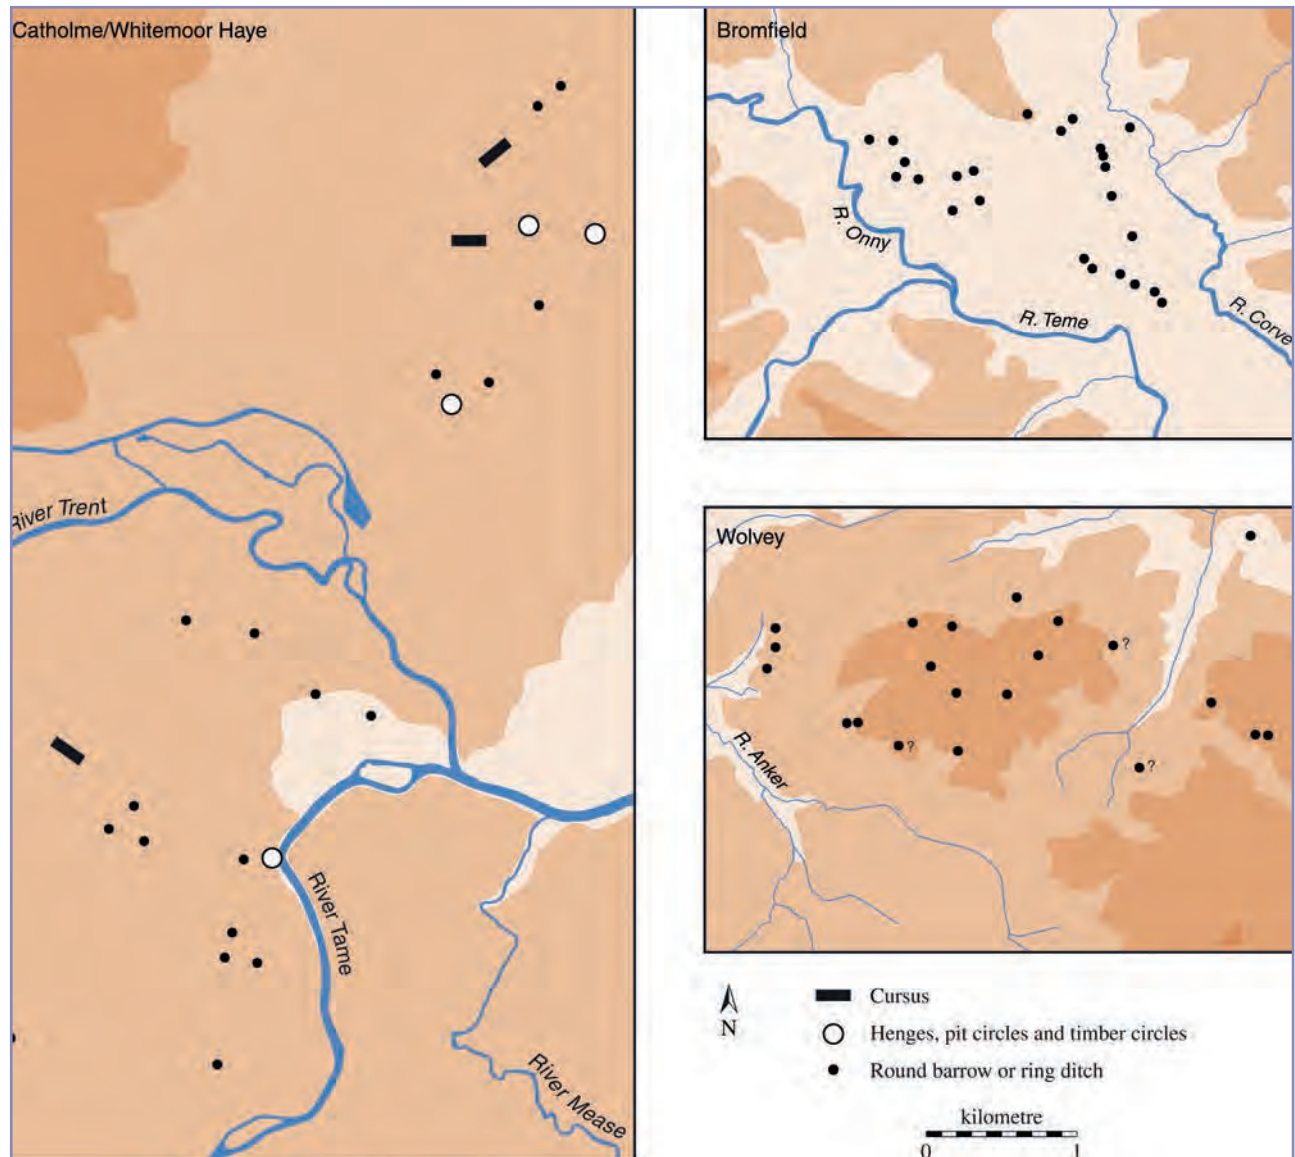 Catholme/Whitemoor Haye
River Trent
River Tame
River Mease
Bromfield
R. Onny
R. Teme
R. Corve
Wolvey
?
?
?
R. Anker
N
Cursus
Henges, pit circles and timber circles
Round barrow or ring ditch
kilometre
0 1